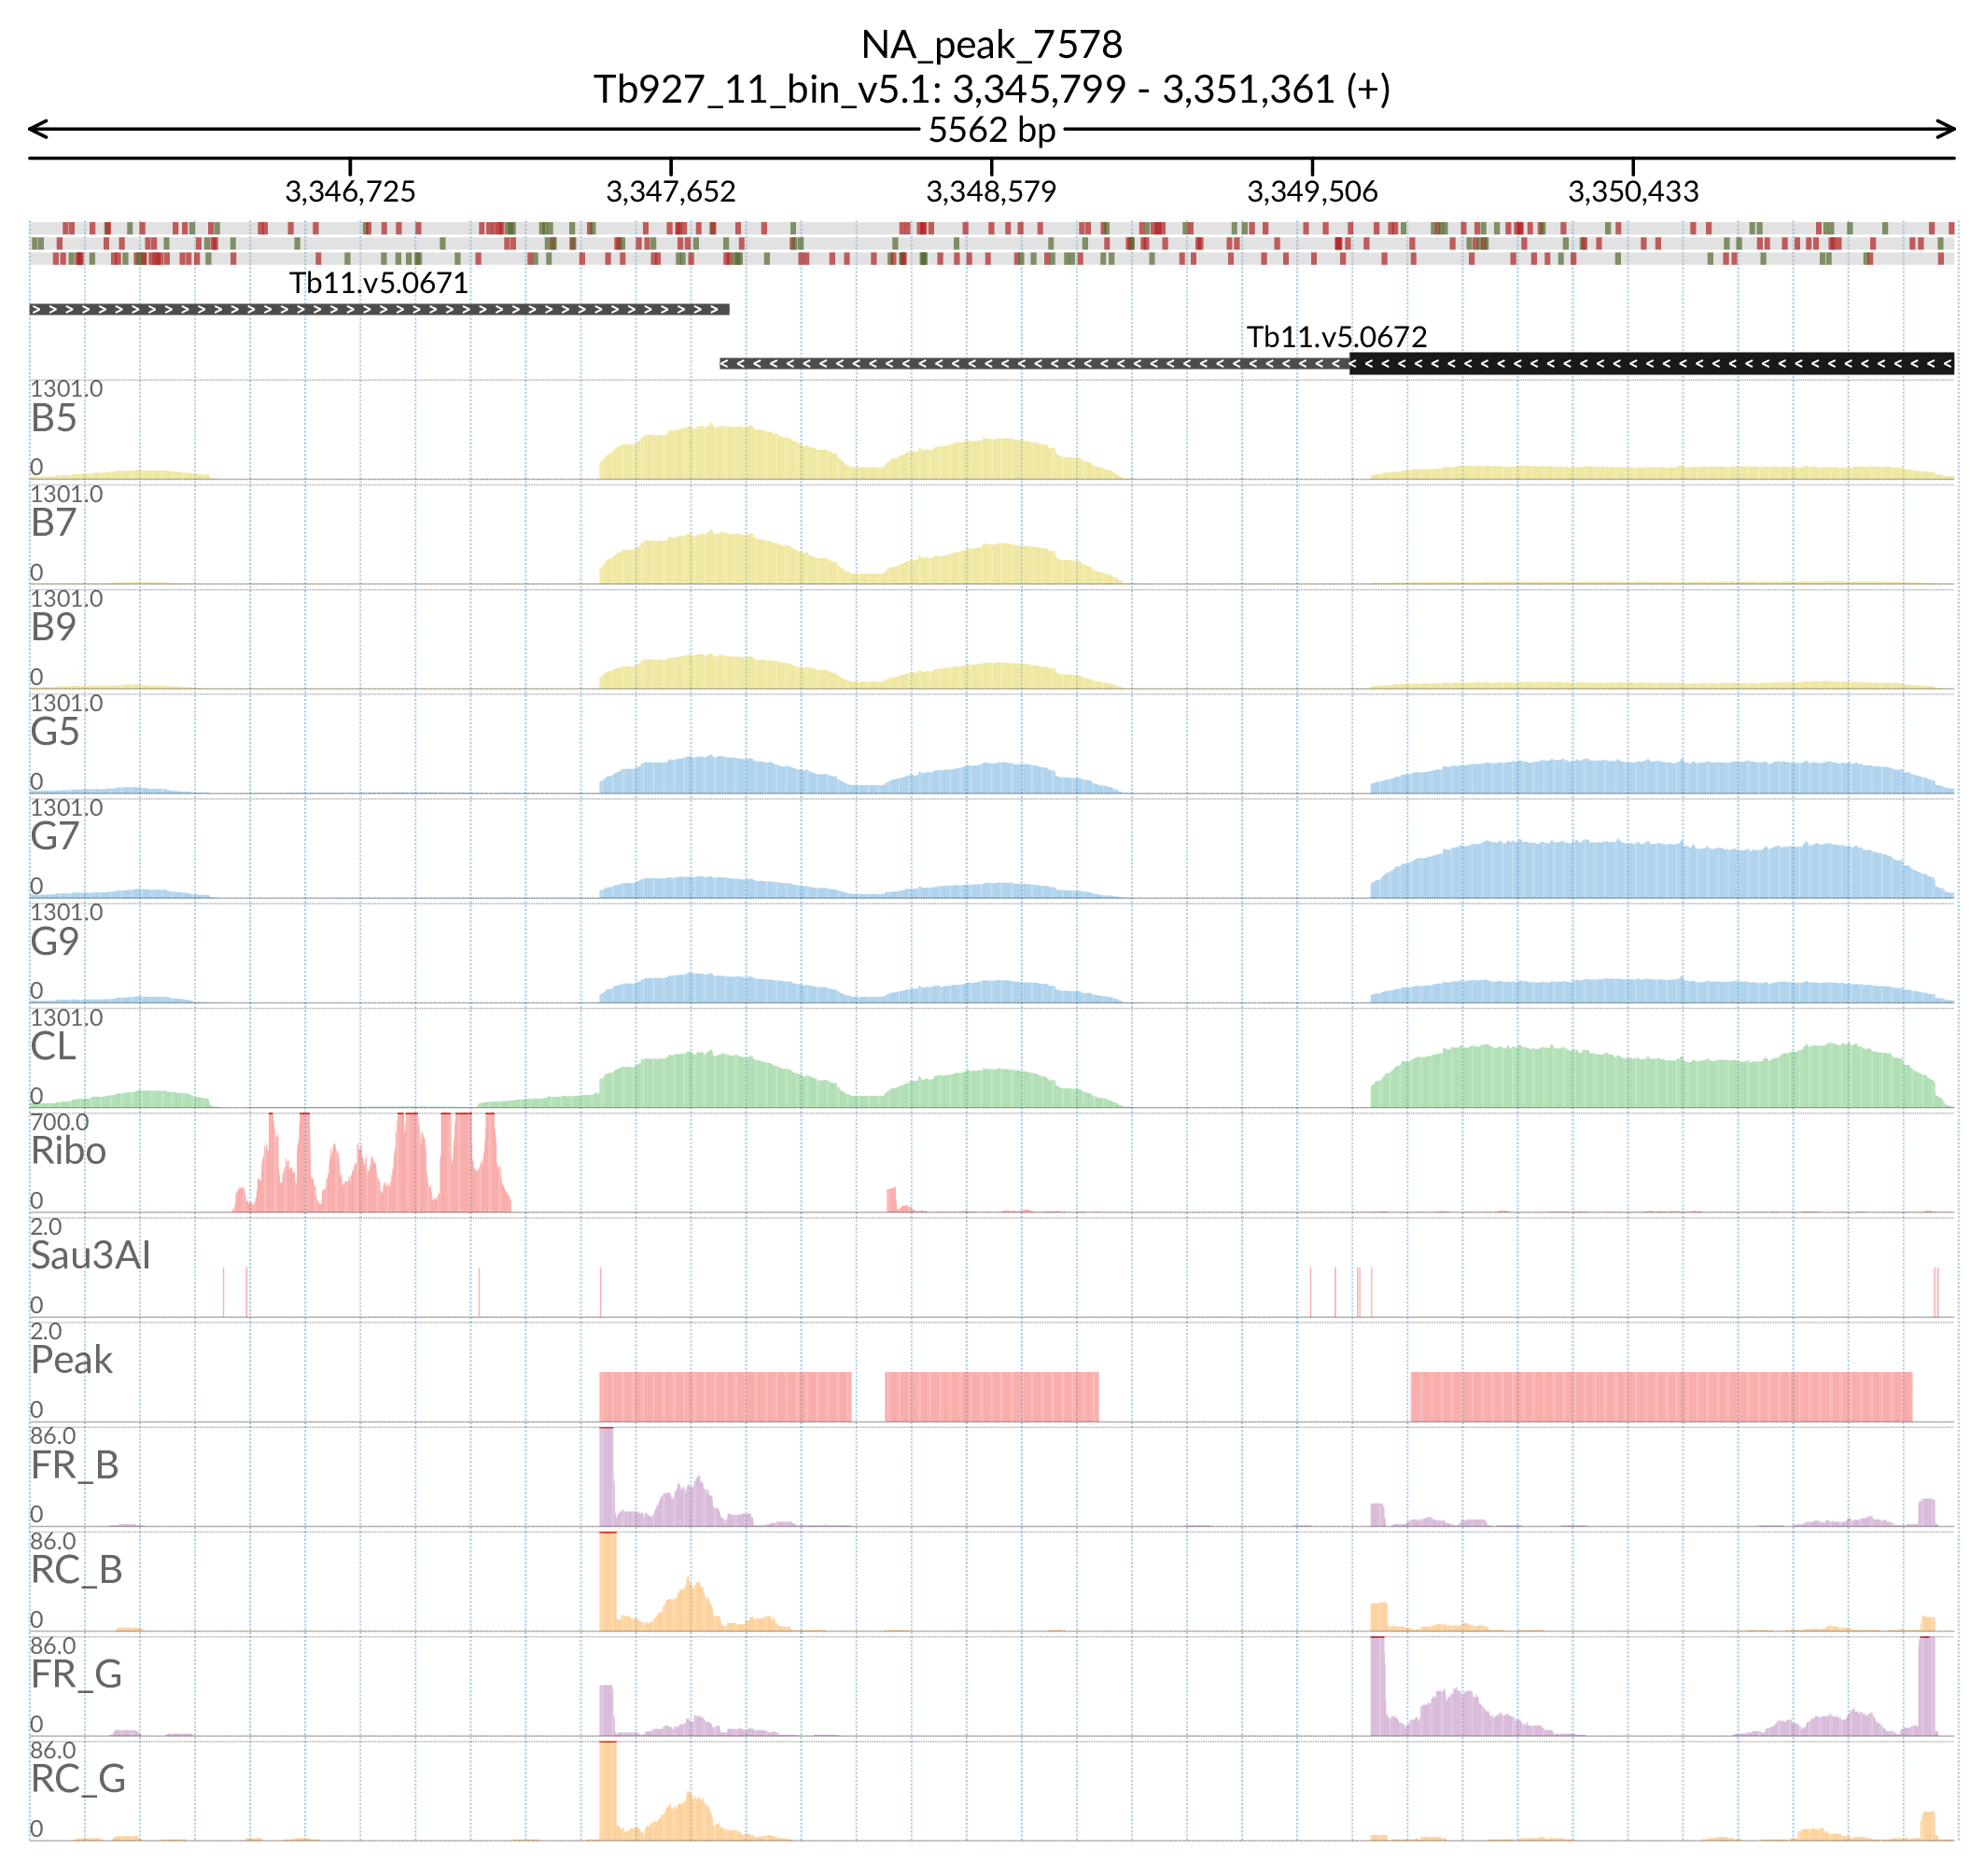 NA_peak_7578
Tb927_11_bin_v5.1: 3,345,799 - 3,351,361 (+)
5562 bp
3,346,725 3,347,652 3,348,579 3,349,506 3,350,433
Tb11.v5.0671
Tb11.v5.0672
1301.0
B5
0
1301.0
B7
0
1301.0
B9
0
1301.0
G5
0
1301.0
G7
0
1301.0
G9
0
1301.0
CL
0
700.0
Ribo
0
2.0
Sau3AI
0
2.0
Peak
0
86.0
FR_B
0
86.0
RC_B
0
86.0
FR_G
0
86.0
RC_G
0